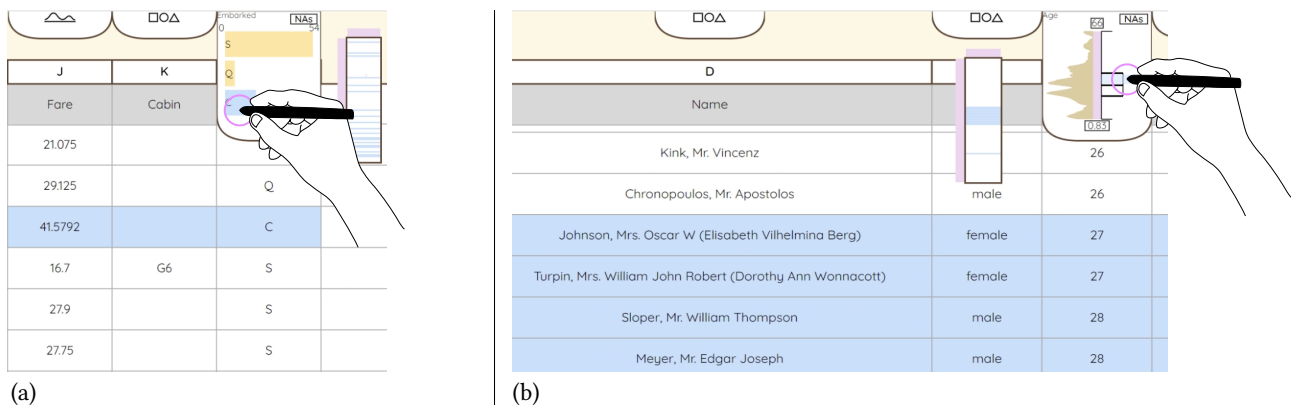 Embarked
NAs
0 54
S
Q
J K
Fare Cabin
21.075
29.125 Q
41.5792 C
16.7 G6 S
27.9 S
27.75 S
(a)
Age
66 NAs
0.83
D
Name
Kink, Mr. Vincenz 26
Chronopoulos, Mr. Apostolos male 26
Johnson, Mrs. Oscar W (Elisabeth Vilhelmina Berg) female 27
Turpin, Mrs. William John Robert (Dorothy Ann Wonnacott) female 27
Sloper, Mr. William Thompson male 28
Meyer, Mr. Edgar Joseph male 28
(b)